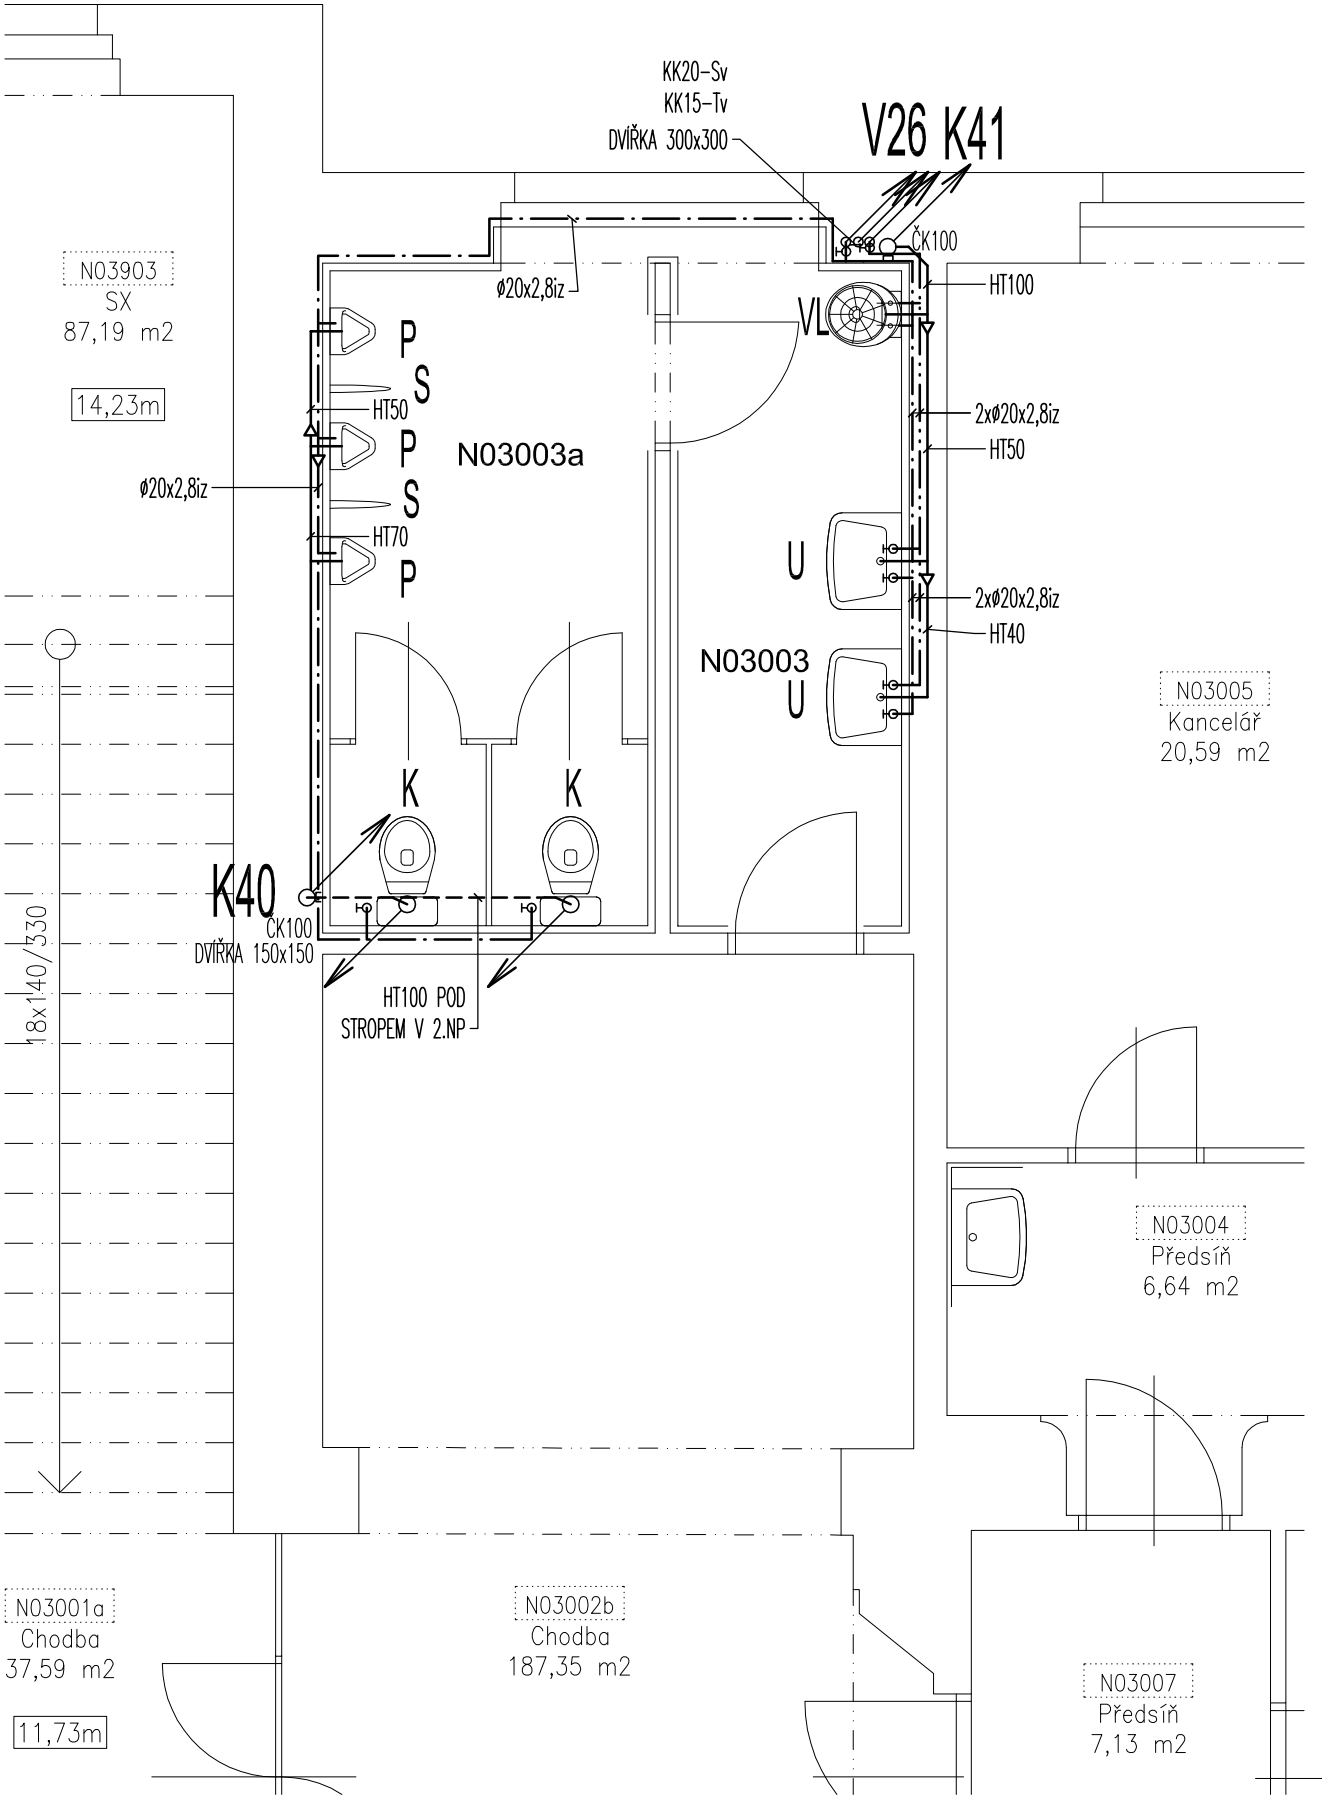 KK20-Sv
KK15-Tv
DVÍŘKA 300x300
V26 K41
ČK100
N03903
SX
87,19 m2
14,23m
ø20x2,8iz
HT100
VL
P
S
HT50
P
N03003a
S
ø20x2,8iz
HT70
P
2xø20x2,8iz
HT50
U
2xø20x2,8iz
HT40
N03003
U
N03005
Kancelář
20,59 m2
K
K
K40
ČK100
DVÍŘKA 150x150
HT100 POD
STROPEM V 2.NP
18x140/330
N03004
Předsíň
6,64 m2
N03001a
Chodba
37,59 m2
11,73m
N03002b
Chodba
187,35 m2
N03007
Předsíň
7,13 m2